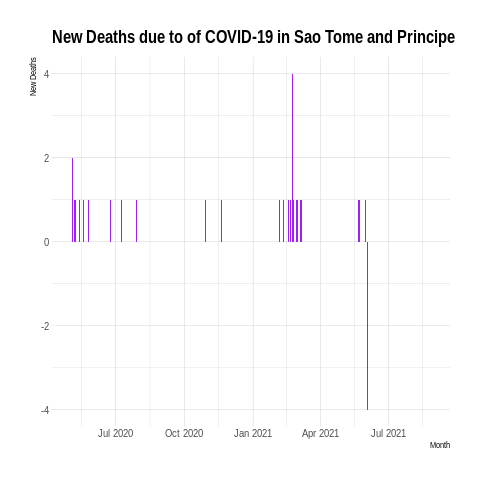 New Deaths due to of COVID-19 in Sao Tome and Principe
New Deaths
4
2
0
-2
-4
Jul 2020 Oct 2020 Jan 2021 Apr 2021 Jul 2021
Month